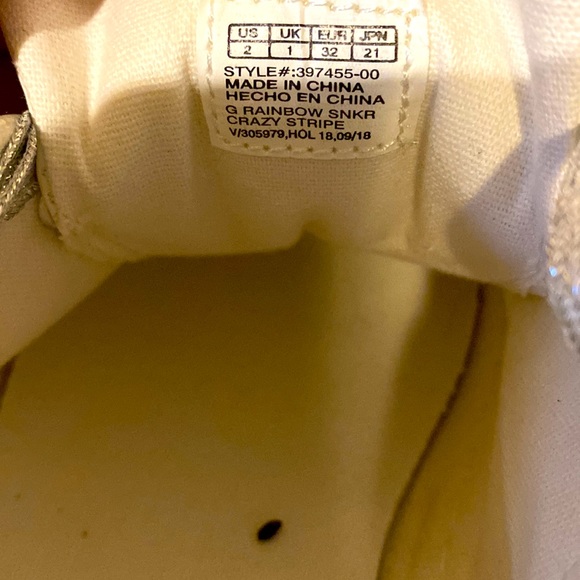 US UK EUR JPN
2 1 32 21
STYLE#:397455-00
MADE IN CHINA
HECHO EN CHINA
G RAINBOW SNKR
CRAZY STRIPE
V/305979,HOL 18,09/18